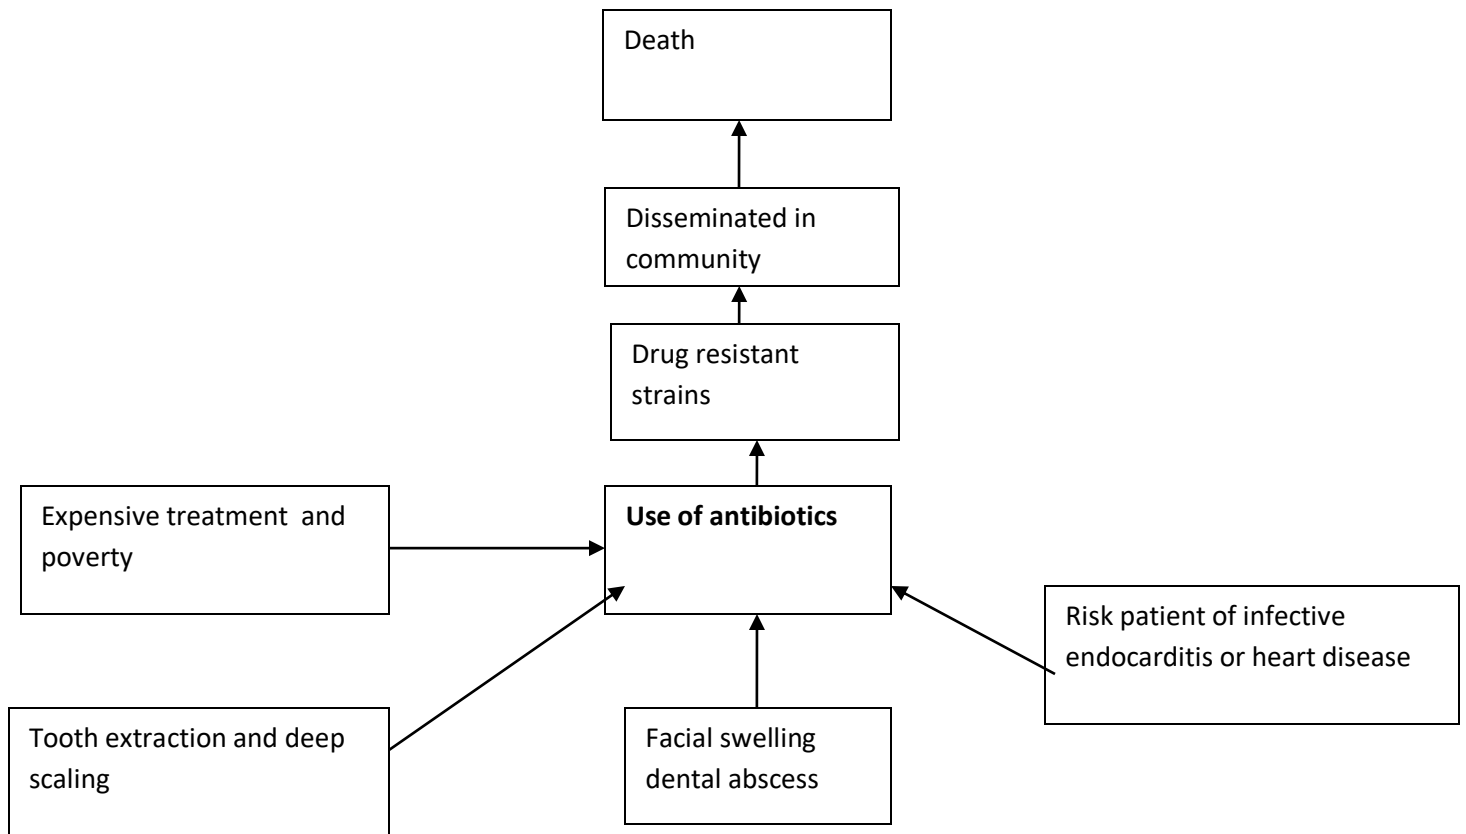 Death
Disseminated in
community
Drug resistant
strains
Expensive treatment  and
poverty
Use of antibiotics
Risk patient of infective
endocarditis or heart disease
Tooth extraction and deep
scaling
Facial swelling
dental abscess